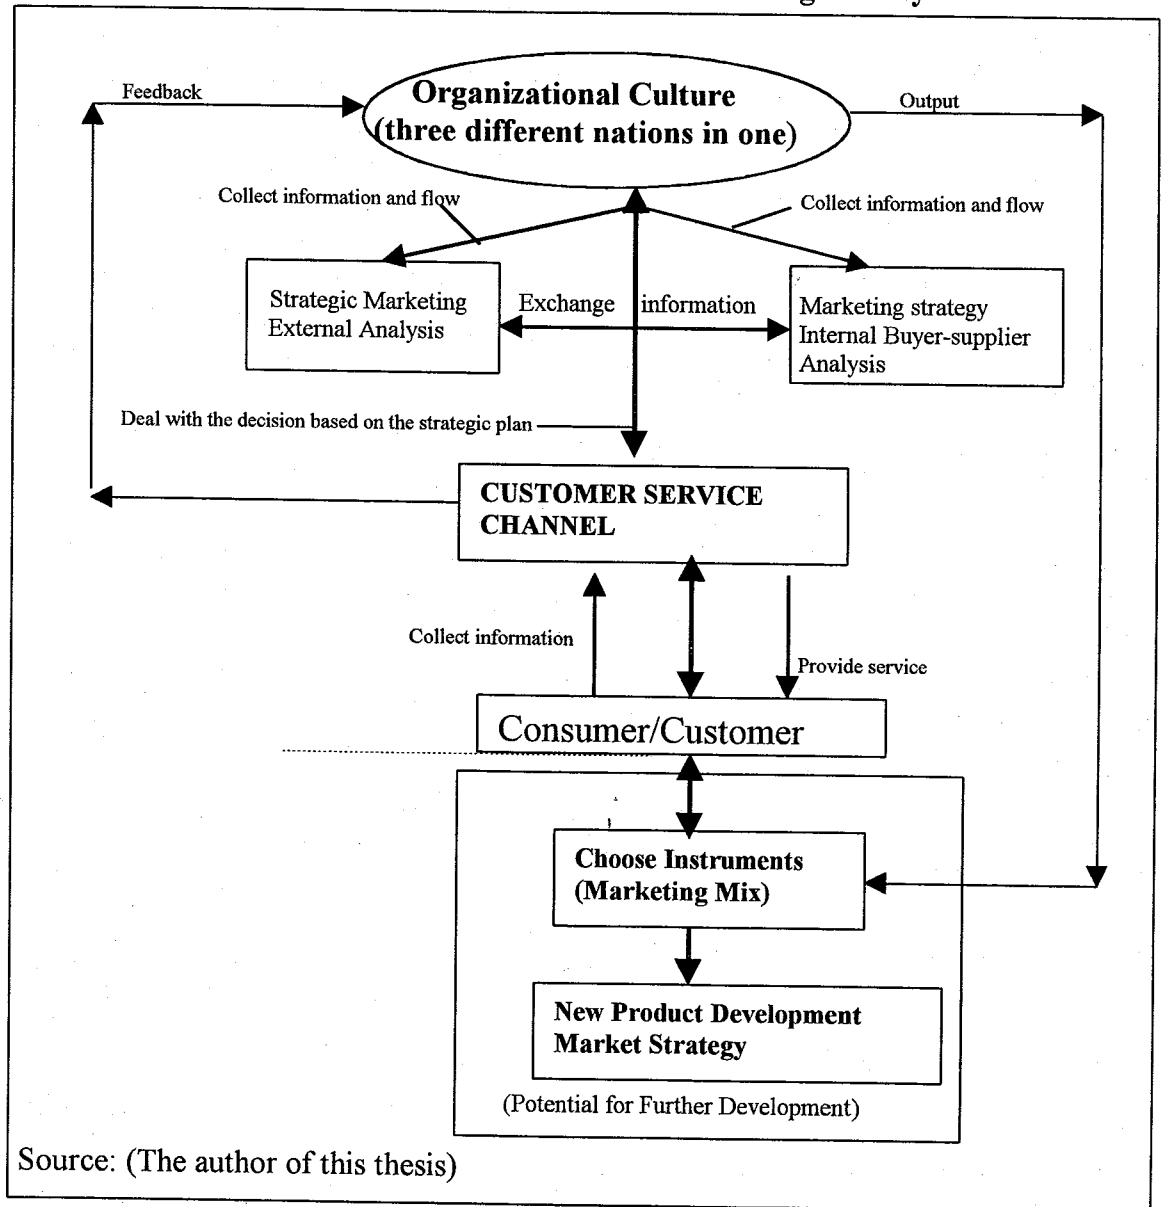 Feedback
Organizational Culture
(three different nations in one)
Output
Collect information and flow
Collect information and flow
Strategic Marketing
External Analysis
Exchange information
Marketing strategy
Internal Buyer-supplier
Analysis
Deal with the decision based on the strategic plan
CUSTOMER SERVICE
CHANNEL
Collect information
Provide service
Consumer/Customer
Choose Instruments
(Marketing Mix)
New Product Development
Market Strategy
(Potential for Further Development)
Source: (The author of this thesis)